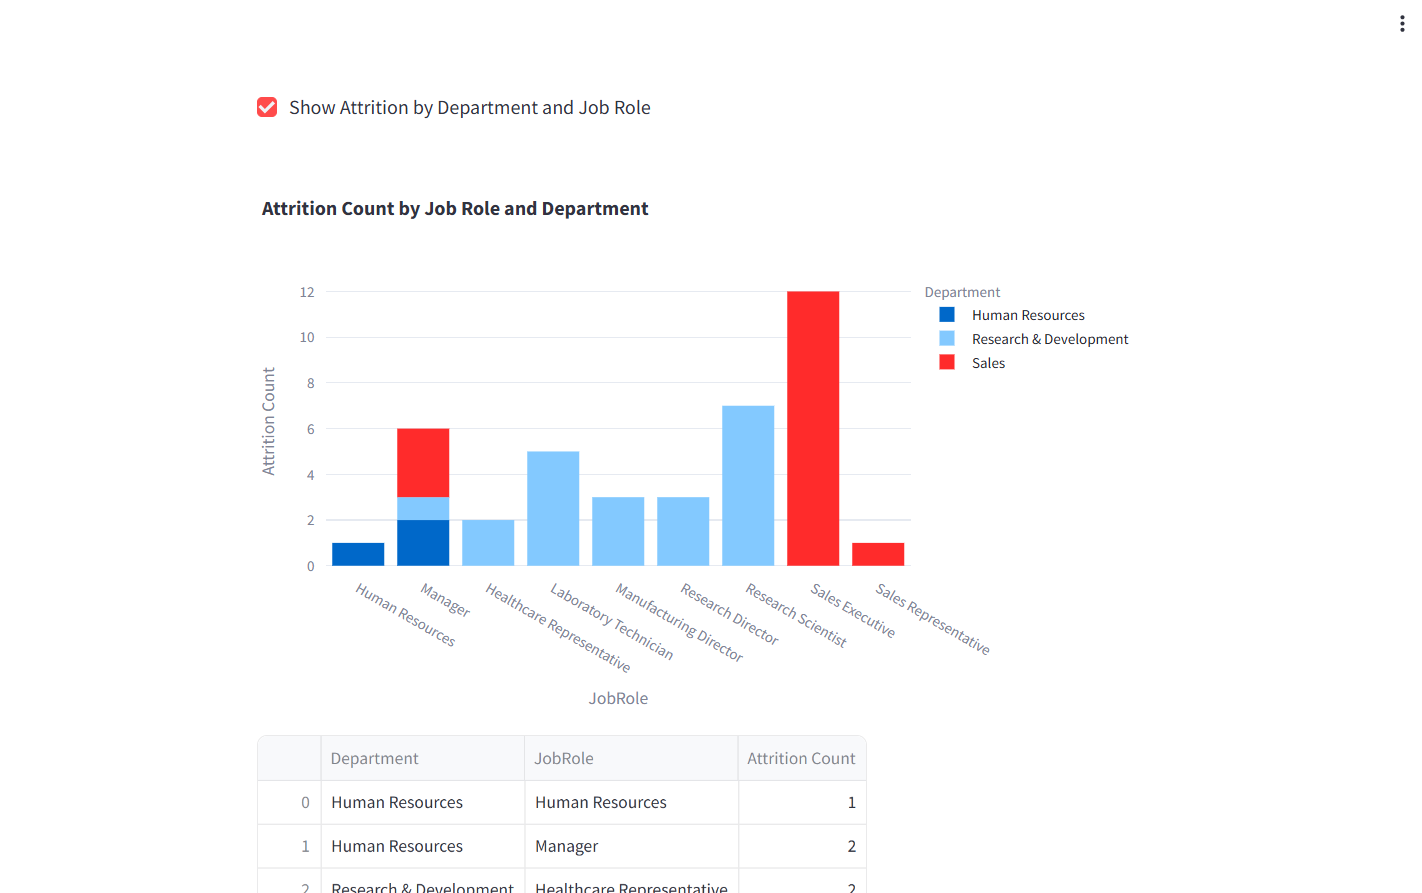 Show Attrition by Department and Job Role
Attrition Count by Job Role and Department
12
10
8
6
4
2
0
Attrition Count
Department
Human Resources
Research & Development
Sales
Human Resources
Manager
Healthcare Representative
Laboratory Technician
Manufacturing Director
Research Director
Research Scientist
Sales Executive
Sales Representative
JobRole
Department JobRole Attrition Count
0 Human Resources Human Resources 1
1 Human Resources Manager 2
2 Research & Development Healthcare Representative 2